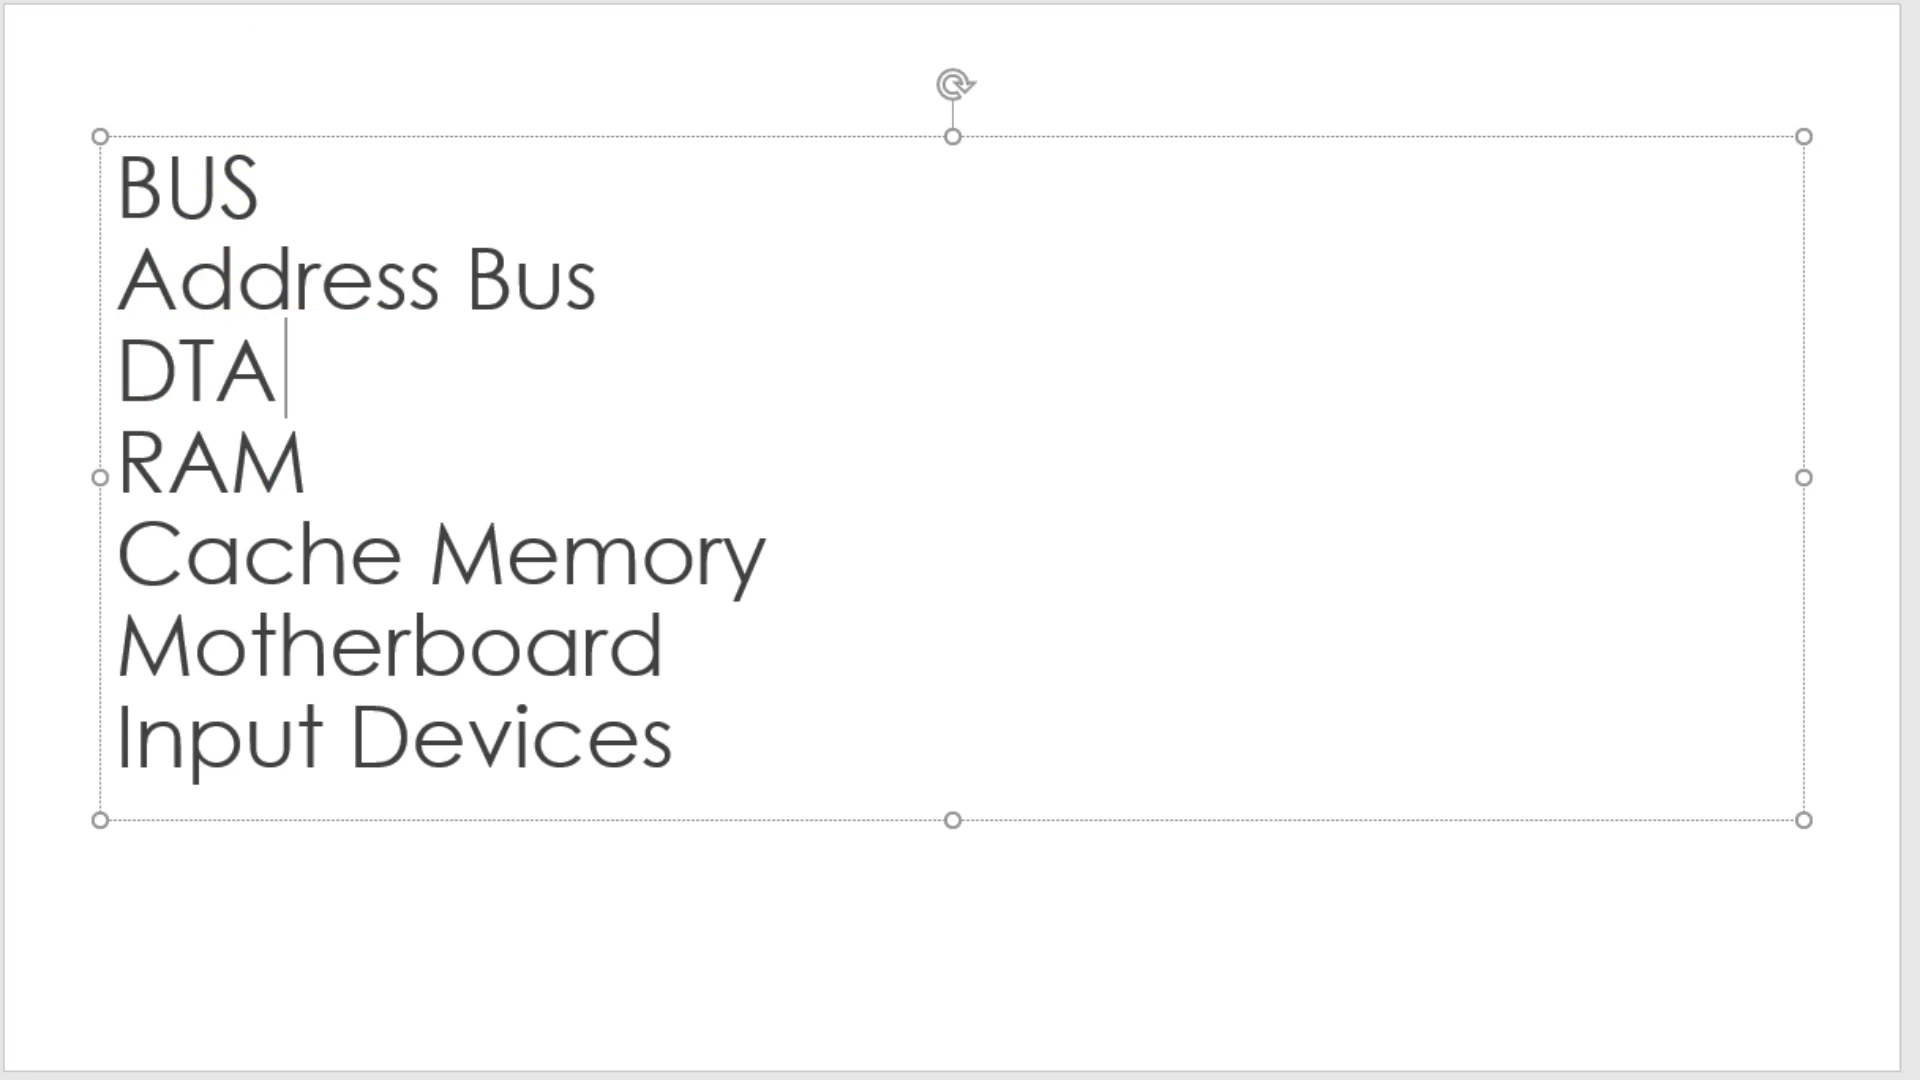 BUS
Address Bus
DTA
RAM
Cache Memory
Motherboard
Input Devices